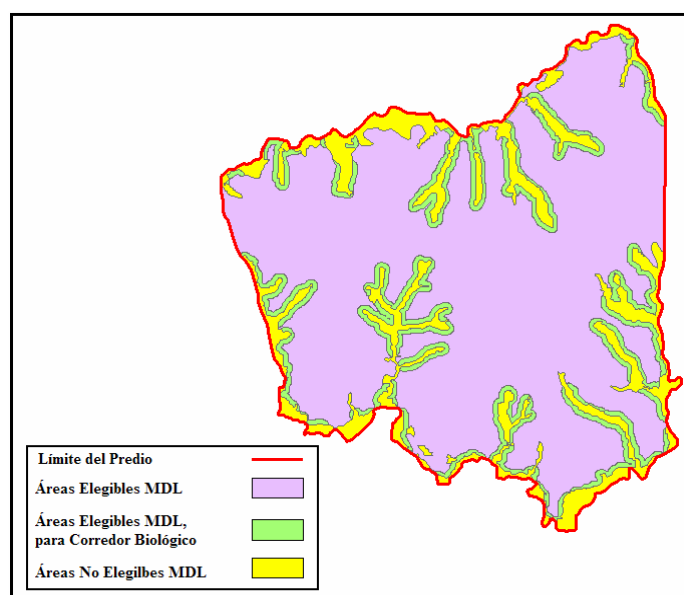 Límite del Predio
Áreas Elegibles MDL
Áreas Elegibles MDL,
para Corredor Biológico
Áreas No Elegilbes MDL